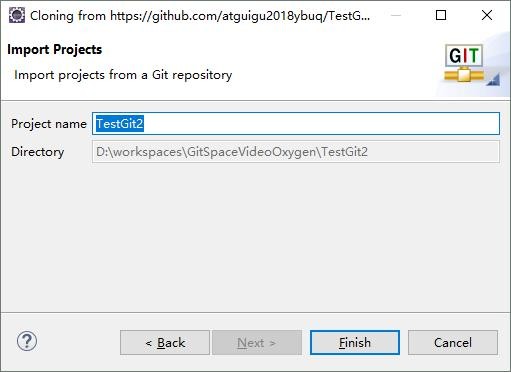 Cloning from https://github.com/atguigu2018ybuq/TestG...
Import Projects
Import projects from a Git repository
GIT
Project name TestGit2
Directory D:\workspaces\GitSpaceVideoOxygen\TestGit2
? < Back Next > Finish Cancel